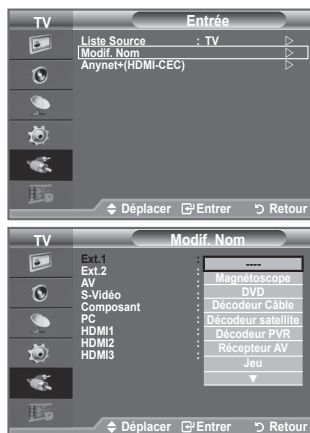 TV Entrée
Liste Source : TV ▷
Modif. Nom ▷
Anynet+(HDMI-CEC) ▷
Déplacer Entrer Retour
TV Modif. Nom
Ext.1 : ----
Ext.2 : Magnétoscope
AV : DVD
S-Vidéo : Décodeur Câble
Composant : Décodeur satellite
PC : Décodeur PVR
HDMI1 : Récepteur AV
HDMI2 : Jeu
HDMI3 : ▼
Déplacer Entrer Retour